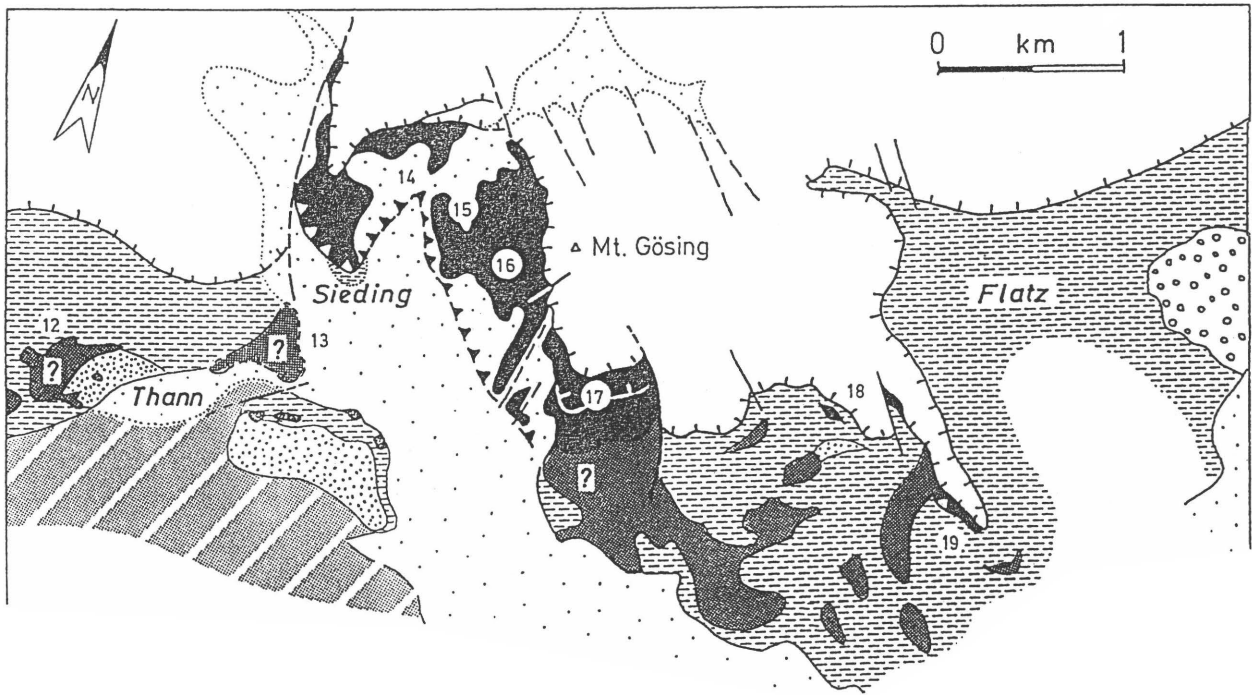 0 km 1
N
14
15
Mt. Gösing
16
Sieding
Flatz
12
13
?
?
Thann
17
18
?
19